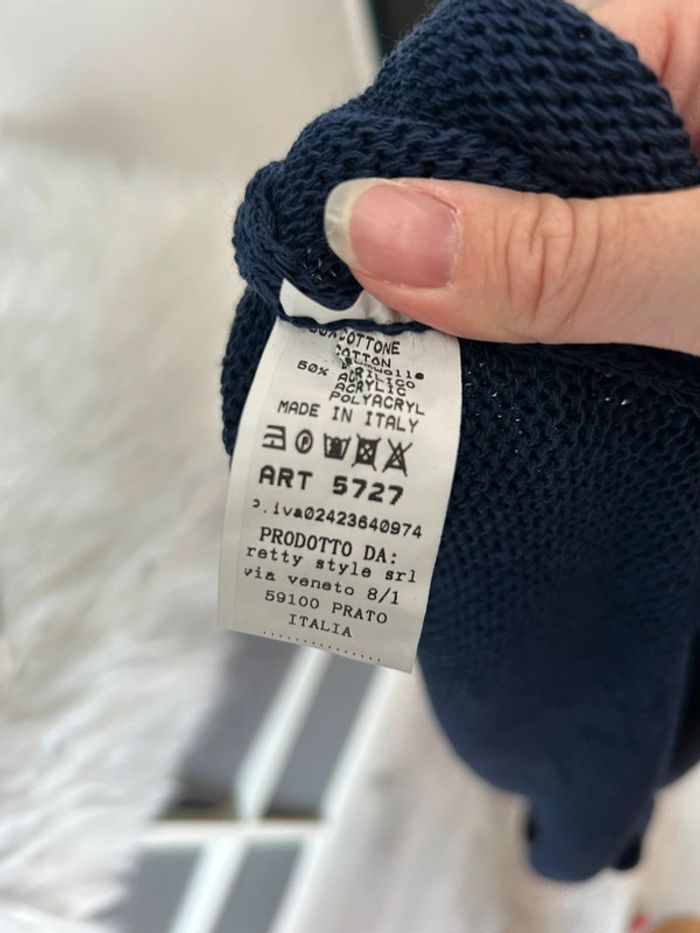 COTTONE
COTTON
50% ACRILICO
ACRYLIC
POLYACRYL
MADE IN ITALY
ART 5727
.iva02423640974
PRODOTTO DA:
retty style srl
via veneto 8/1
59100 PRATO
ITALIA